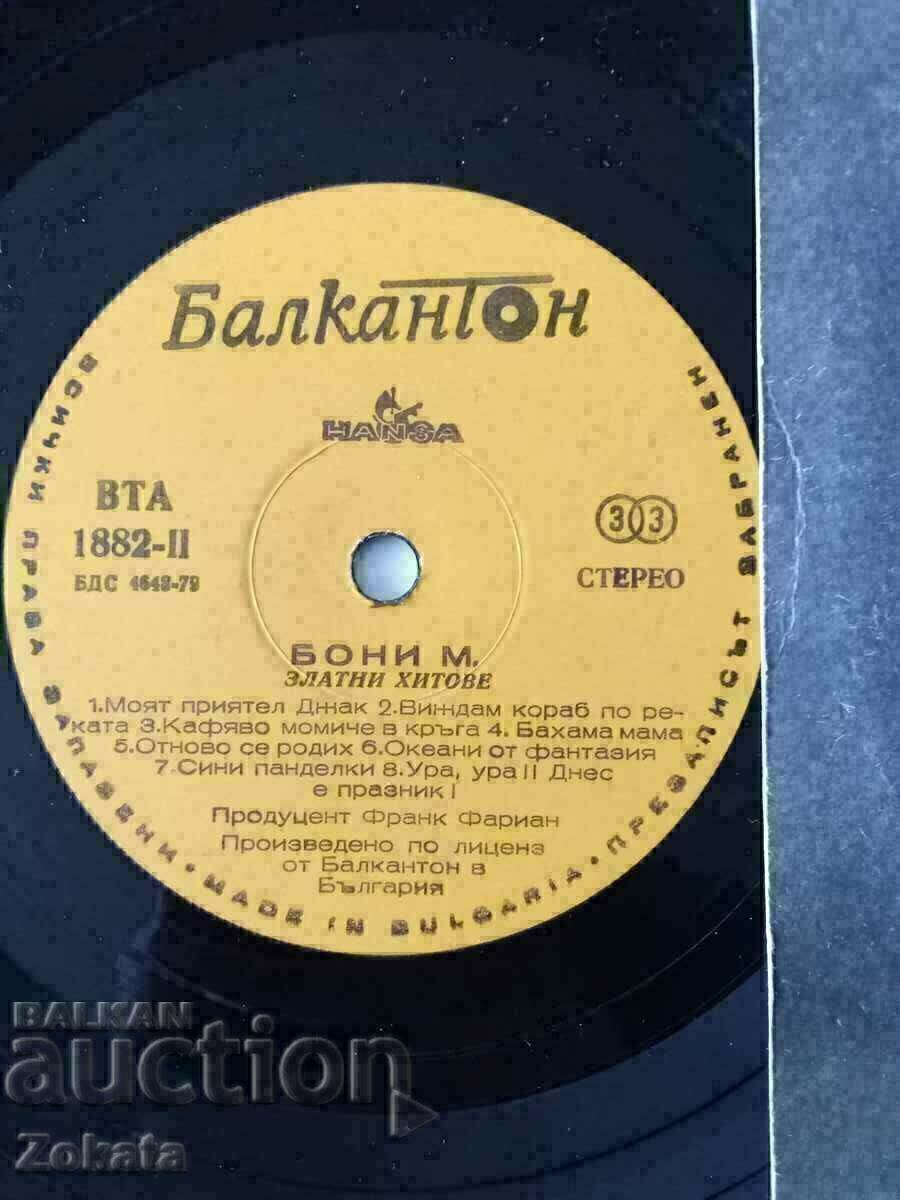 Балкантон
HANSA
ВТА
1882-II
БДС 4643-79
33
СТЕРЕО
БОНИ М.
ЗЛАТНИ ХИТОВЕ
1.Моят приятел Джак 2.Виждам кораб по ре-
ката 3.Кафяво момиче в кръга 4. Бахама мама
5.Отново се родих 6.Океани от фантазия
7.Сини панделки 8.Ура, ура!! Днес
е празник!
Продуцент Франк Фариан
Произведено по лиценз
от Балкантон в
България
ВСИЧКИ ПРАВА ЗАПАЗЕНИ • MADE IN BULGARIA • ПРЕЗАПИСЪТ ЗАБРАНЕН
BALKAN
auction
Zokata